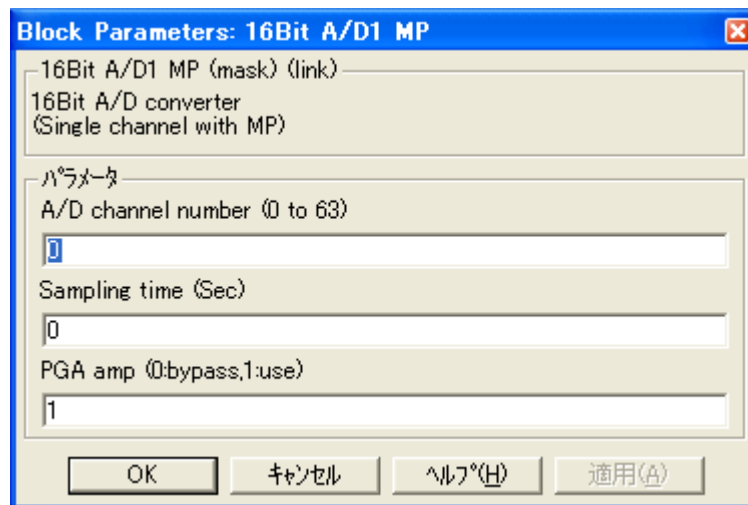 Block Parameters: 16Bit A/D1 MP
16Bit A/D1 MP (mask) (link)
16Bit A/D converter
(Single channel with MP)
パラメータ
A/D channel number (0 to 63)
0
Sampling time (Sec)
0
PGA amp (0:bypass,1:use)
1
OK キャンセル ヘルプ(H) 適用(A)